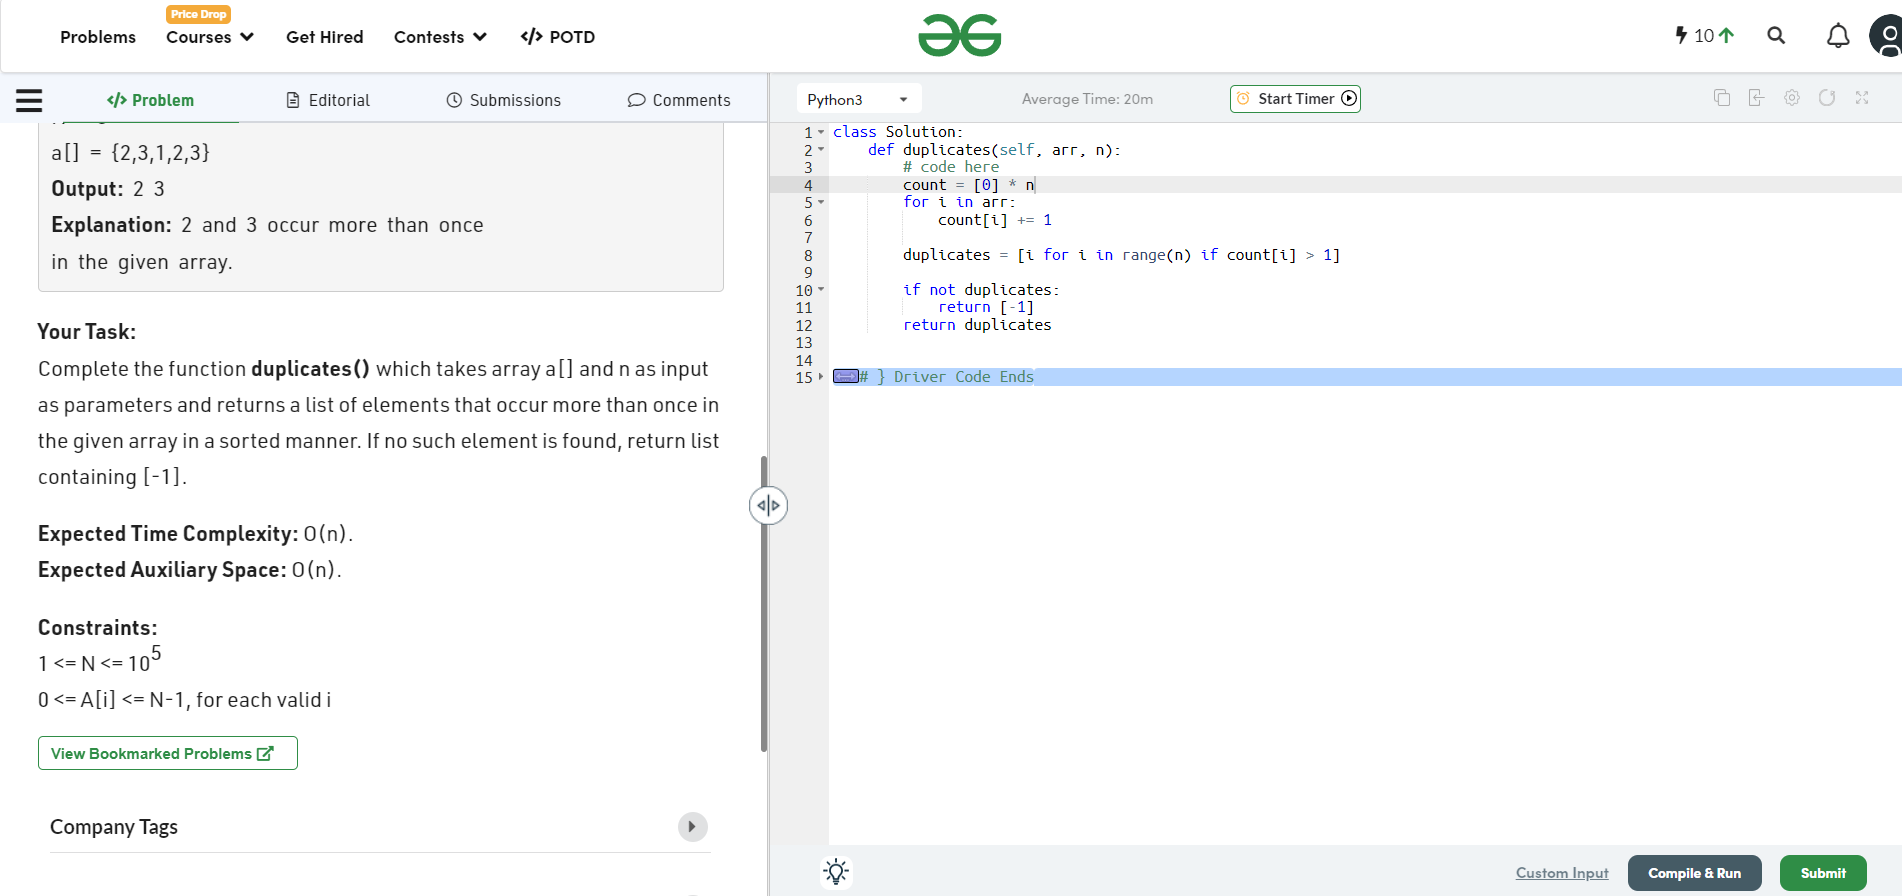 Problems
Price Drop
Courses
Get Hired
Contests
</> POTD
10
</> Problem
Editorial
Submissions
Comments
a[] = {2,3,1,2,3}
Output: 2 3
Explanation: 2 and 3 occur more than once
in the given array.
Your Task:
Complete the function duplicates() which takes array a[] and n as input
as parameters and returns a list of elements that occur more than once in
the given array in a sorted manner. If no such element is found, return list
containing [-1].
Expected Time Complexity: O(n).
Expected Auxiliary Space: O(n).
Constraints:
1 <= N <= 10^5
0 <= A[i] <= N-1, for each valid i
View Bookmarked Problems
Company Tags
Python3
Average Time: 20m
Start Timer
1 class Solution:
2     def duplicates(self, arr, n):
3         # code here
4         count = [0] * n
5         for i in arr:
6             count[i] += 1
7
8         duplicates = [i for i in range(n) if count[i] > 1]
9
10         if not duplicates:
11             return [-1]
12         return duplicates
13
14
15 # } Driver Code Ends
Custom Input
Compile & Run
Submit